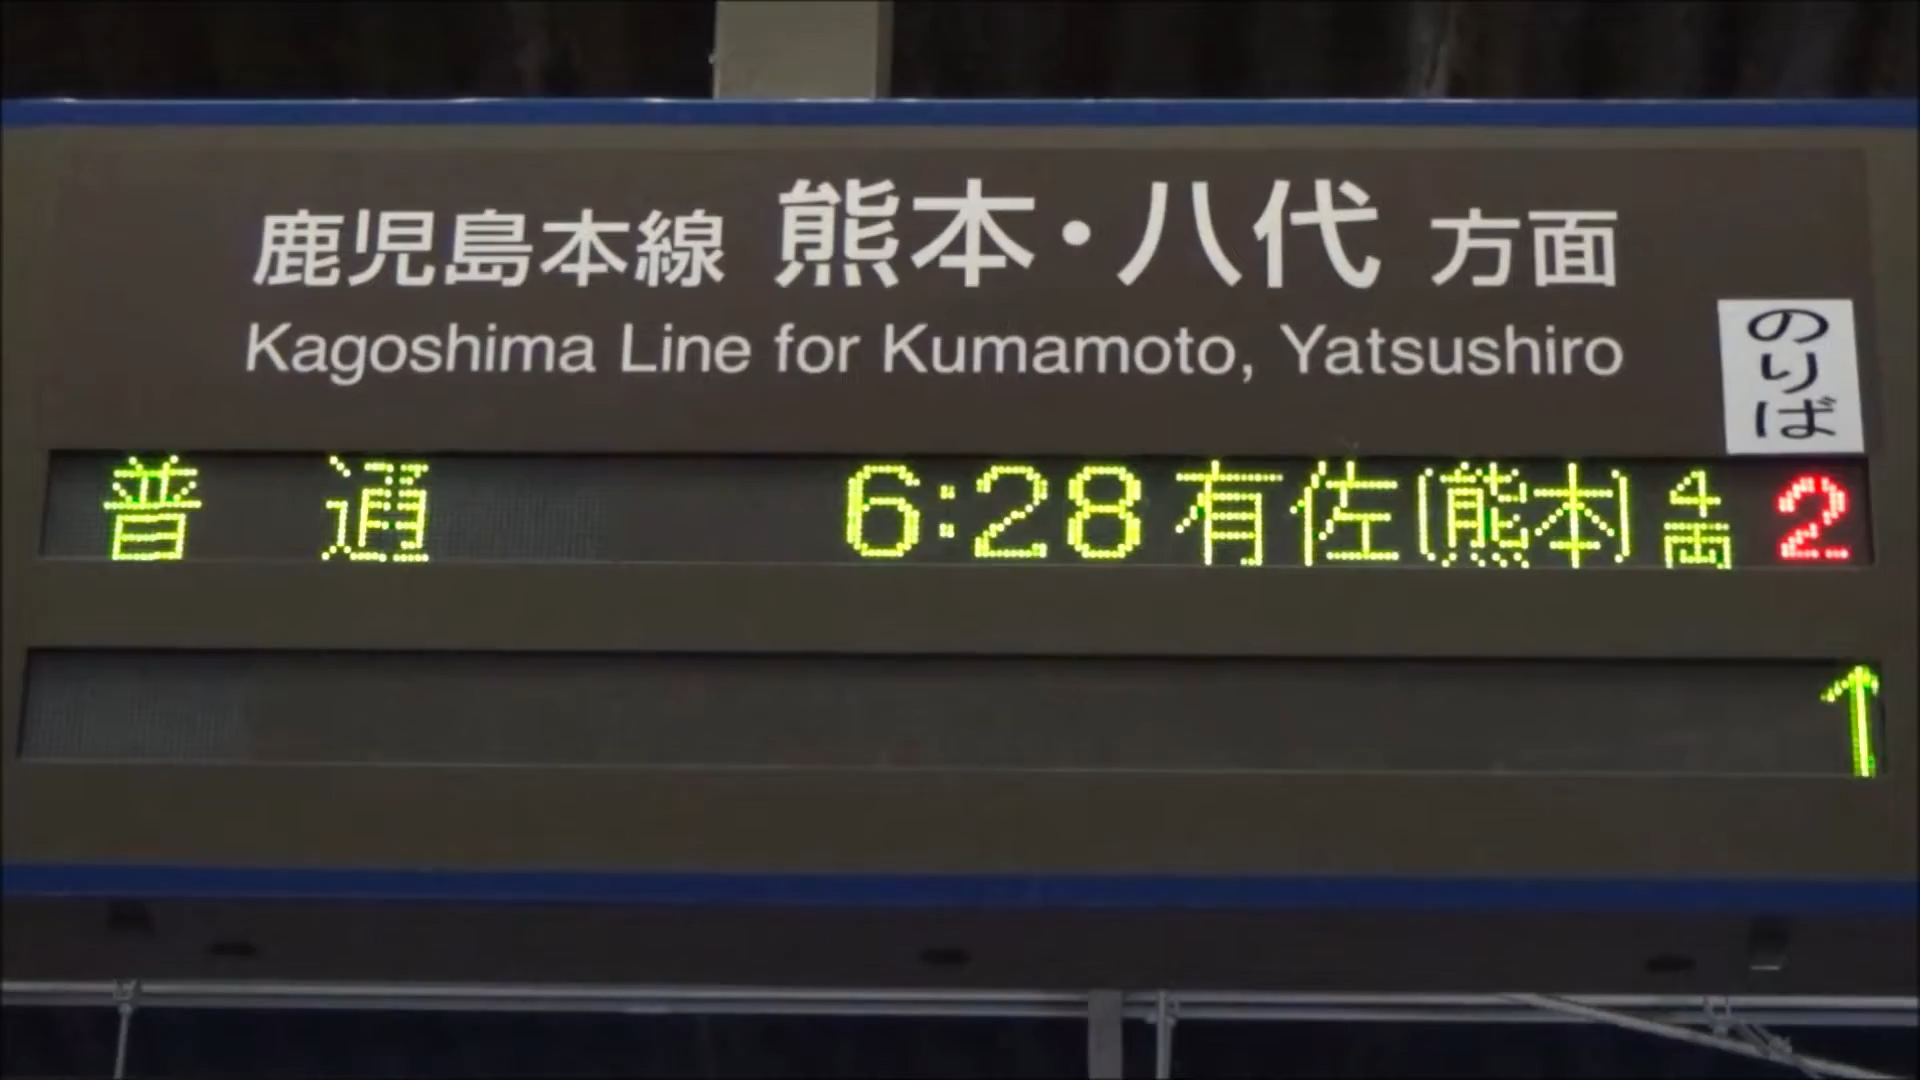 鹿児島本線 熊本・八代 方面
Kagoshima Line for Kumamoto, Yatsushiro
のりば
普 通 6:28 有佐(熊本) 4両 2
1